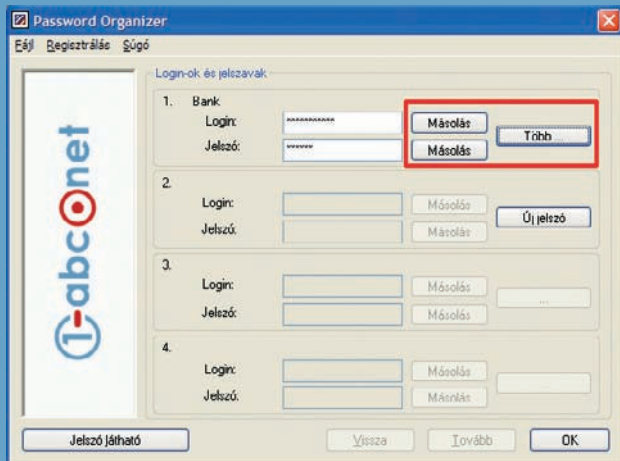 Password Organizer
Fájl Regisztrálás Súgó
1-abc net
Login-ok és jelszavak
1. Bank
Login: *********** Másolás
Jelszó: ****** Másolás
Több ...
2.
Login: Másolás
Jelszó: Másolás
Új jelszó
3.
Login: Másolás
Jelszó: Másolás
...
4.
Login: Másolás
Jelszó: Másolás
Jelszó látható Vissza Tovább OK